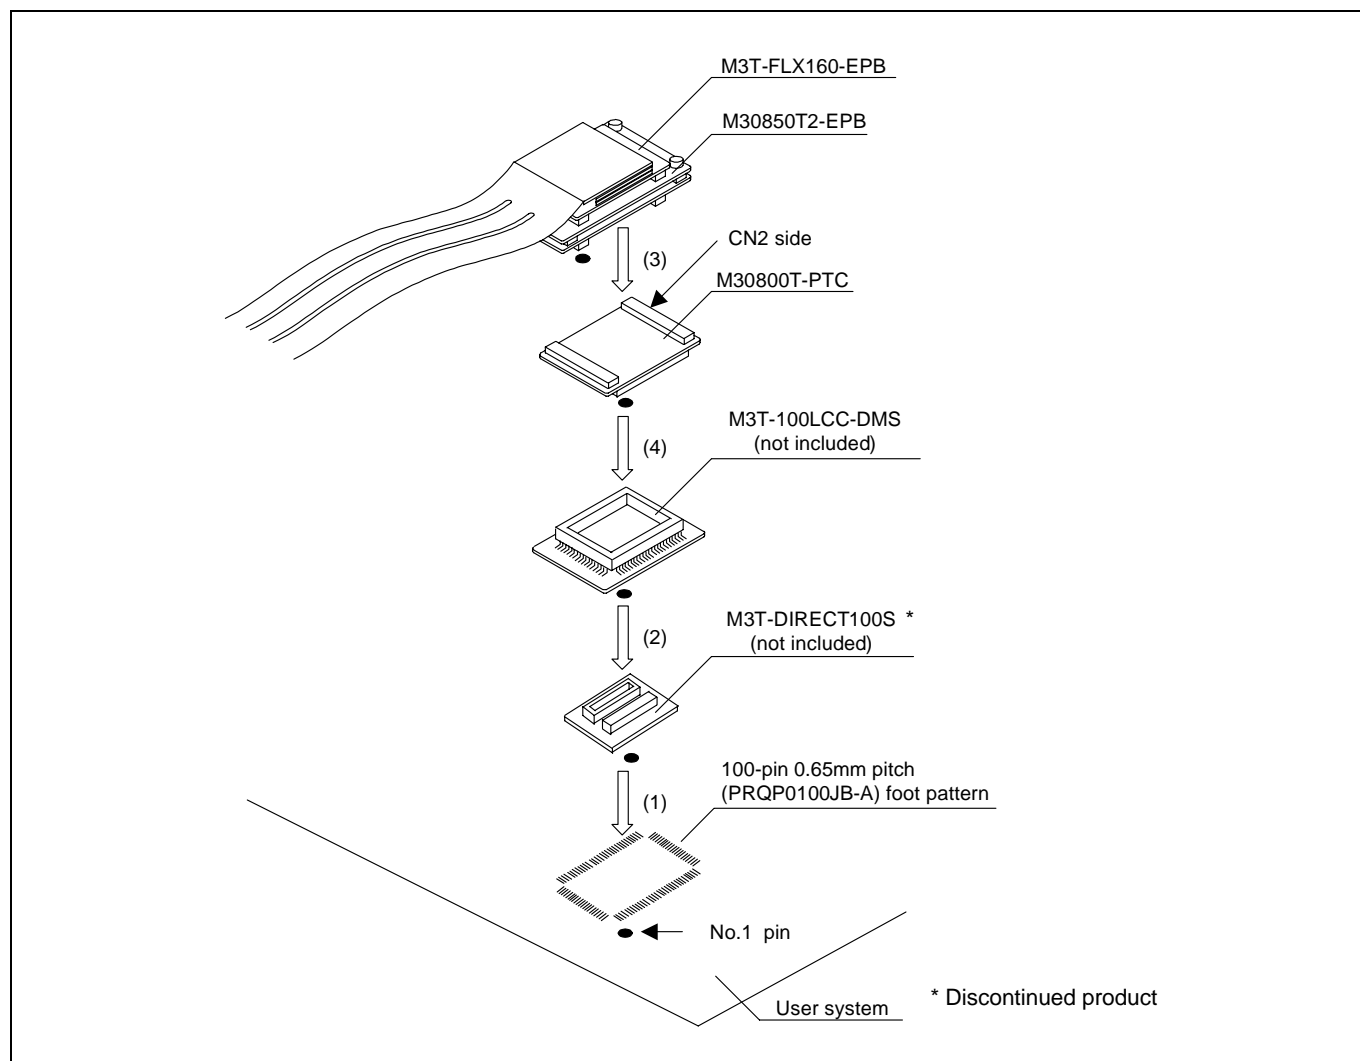 M3T-FLX160-EPB
M30850T2-EPB
CN2 side
(3)
M30800T-PTC
M3T-100LCC-DMS
(not included)
(4)
M3T-DIRECT100S *
(not included)
(2)
100-pin 0.65mm pitch
(PRQP0100JB-A) foot pattern
(1)
No.1 pin
User system
* Discontinued product